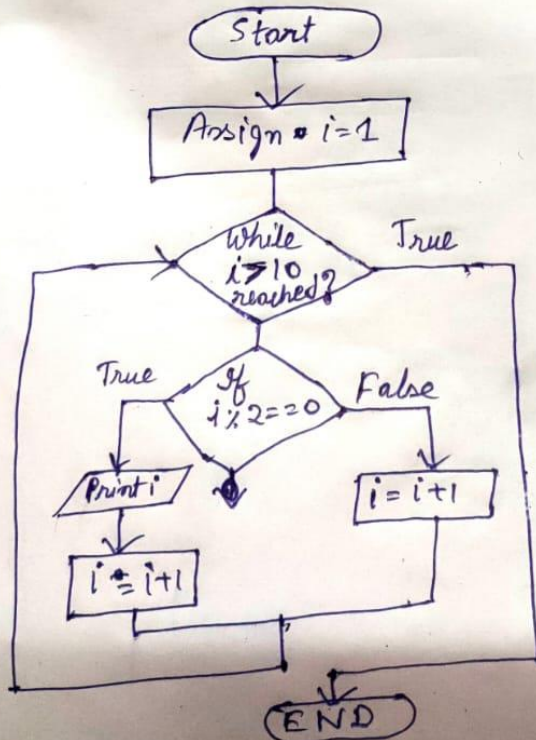 Start
Assign i=1
While
i>10
reached?
True
If
i%2==0
True
False
Print i
i = i+1
i = i+1
END